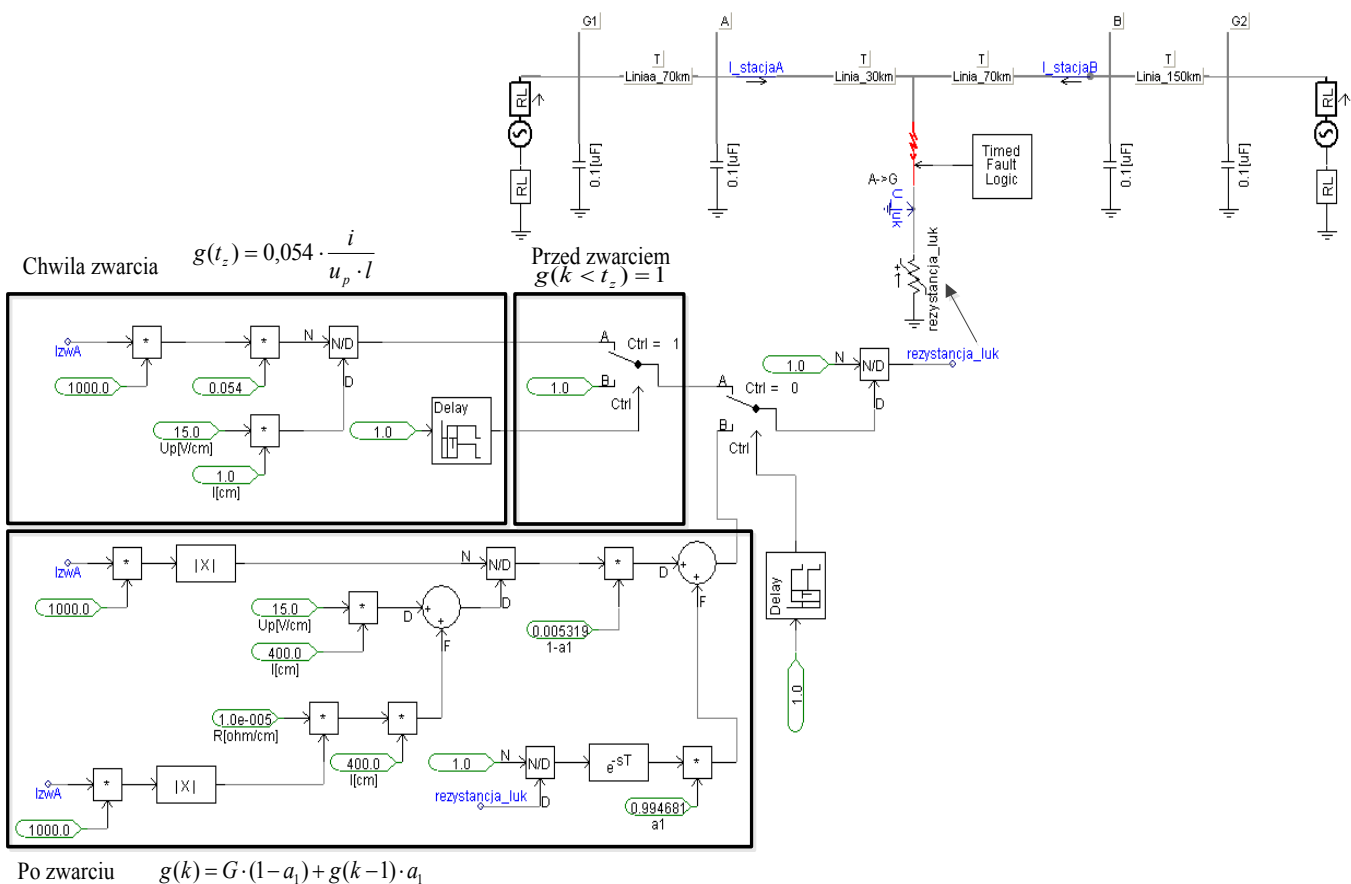 G1
A
B
G2
T
Liniaa_70km
I_stacjaA
T
Linia_30km
T
Linia_70km
I_stacjaB
T
Linia_150km
RL
RL
RL
RL
0.1[uF]
0.1[uF]
0.1[uF]
0.1[uF]
Timed
Fault
Logic
A->G
U_luk
rezystancja_luk
+
Chwila zwarcia
g(t_z) = 0,054 · i / (u_p · l)
Przed zwarciem
g(k < t_z) = 1
IzwA
*
1000.0
*
0.054
N
N/D
D
15.0
Up[V/cm]
*
1.0
l[cm]
1.0
Delay
T
A
Ctrl = 1
B
1.0
Ctrl
A
Ctrl = 0
B
Ctrl
1.0
N
N/D
D
rezystancja_luk
Delay
T
1.0
IzwA
*
1000.0
|X|
N
N/D
D
*
0.005319
1-a1
D
+
+
F
15.0
Up[V/cm]
*
400.0
l[cm]
D
+
+
F
1.0e-005
R[ohm/cm]
*
*
400.0
l[cm]
IzwA
*
1000.0
|X|
1.0
N
N/D
D
rezystancja_luk
e^-sT
*
0.994681
a1
Po zwarciu
g(k) = G · (1 − a_1) + g(k − 1) · a_1